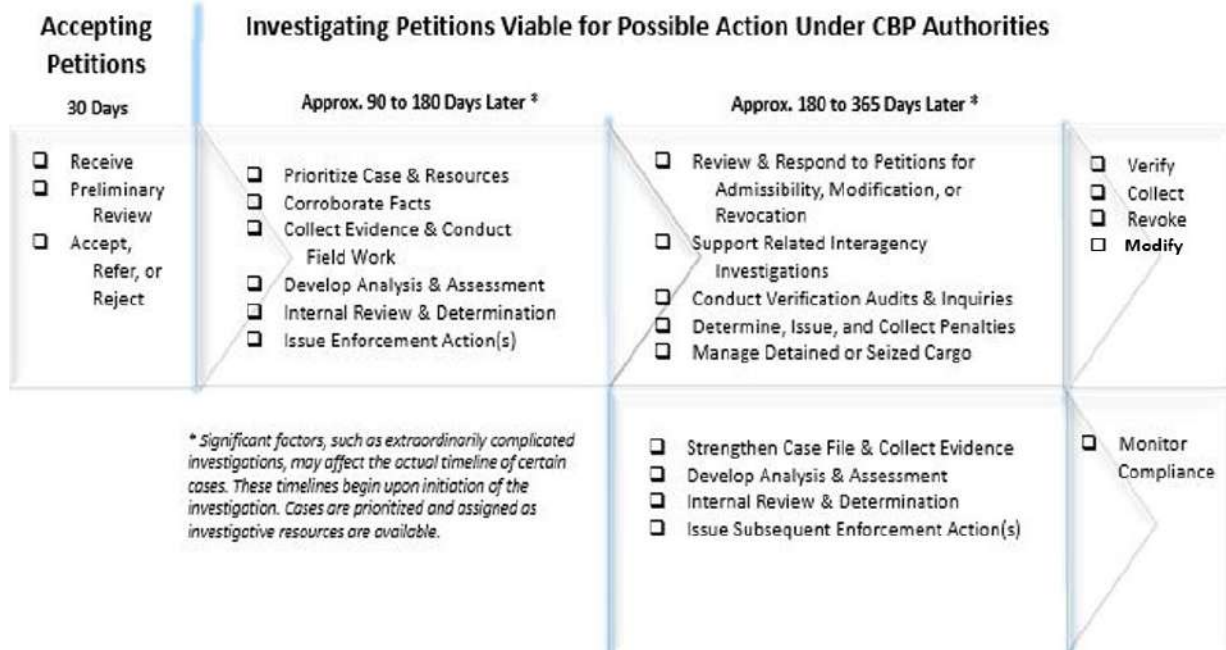 Accepting
Petitions
30 Days
❑ Receive
❑ Preliminary
Review
❑ Accept,
Refer, or
Reject
Investigating Petitions Viable for Possible Action Under CBP Authorities
Approx. 90 to 180 Days Later *
❑ Prioritize Case & Resources
❑ Corroborate Facts
❑ Collect Evidence & Conduct
Field Work
❑ Develop Analysis & Assessment
❑ Internal Review & Determination
❑ Issue Enforcement Action(s)
Approx. 180 to 365 Days Later *
❑ Review & Respond to Petitions for
Admissibility, Modification, or
Revocation
❑ Support Related Interagency
Investigations
❑ Conduct Verification Audits & Inquiries
❑ Determine, Issue, and Collect Penalties
❑ Manage Detained or Seized Cargo
❑ Verify
❑ Collect
❑ Revoke
☐ Modify
* Significant factors, such as extraordinarily complicated
investigations, may affect the actual timeline of certain
cases. These timelines begin upon initiation of the
investigation. Cases are prioritized and assigned as
investigative resources are available.
❑ Strengthen Case File & Collect Evidence
❑ Develop Analysis & Assessment
❑ Internal Review & Determination
❑ Issue Subsequent Enforcement Action(s)
❑ Monitor
Compliance